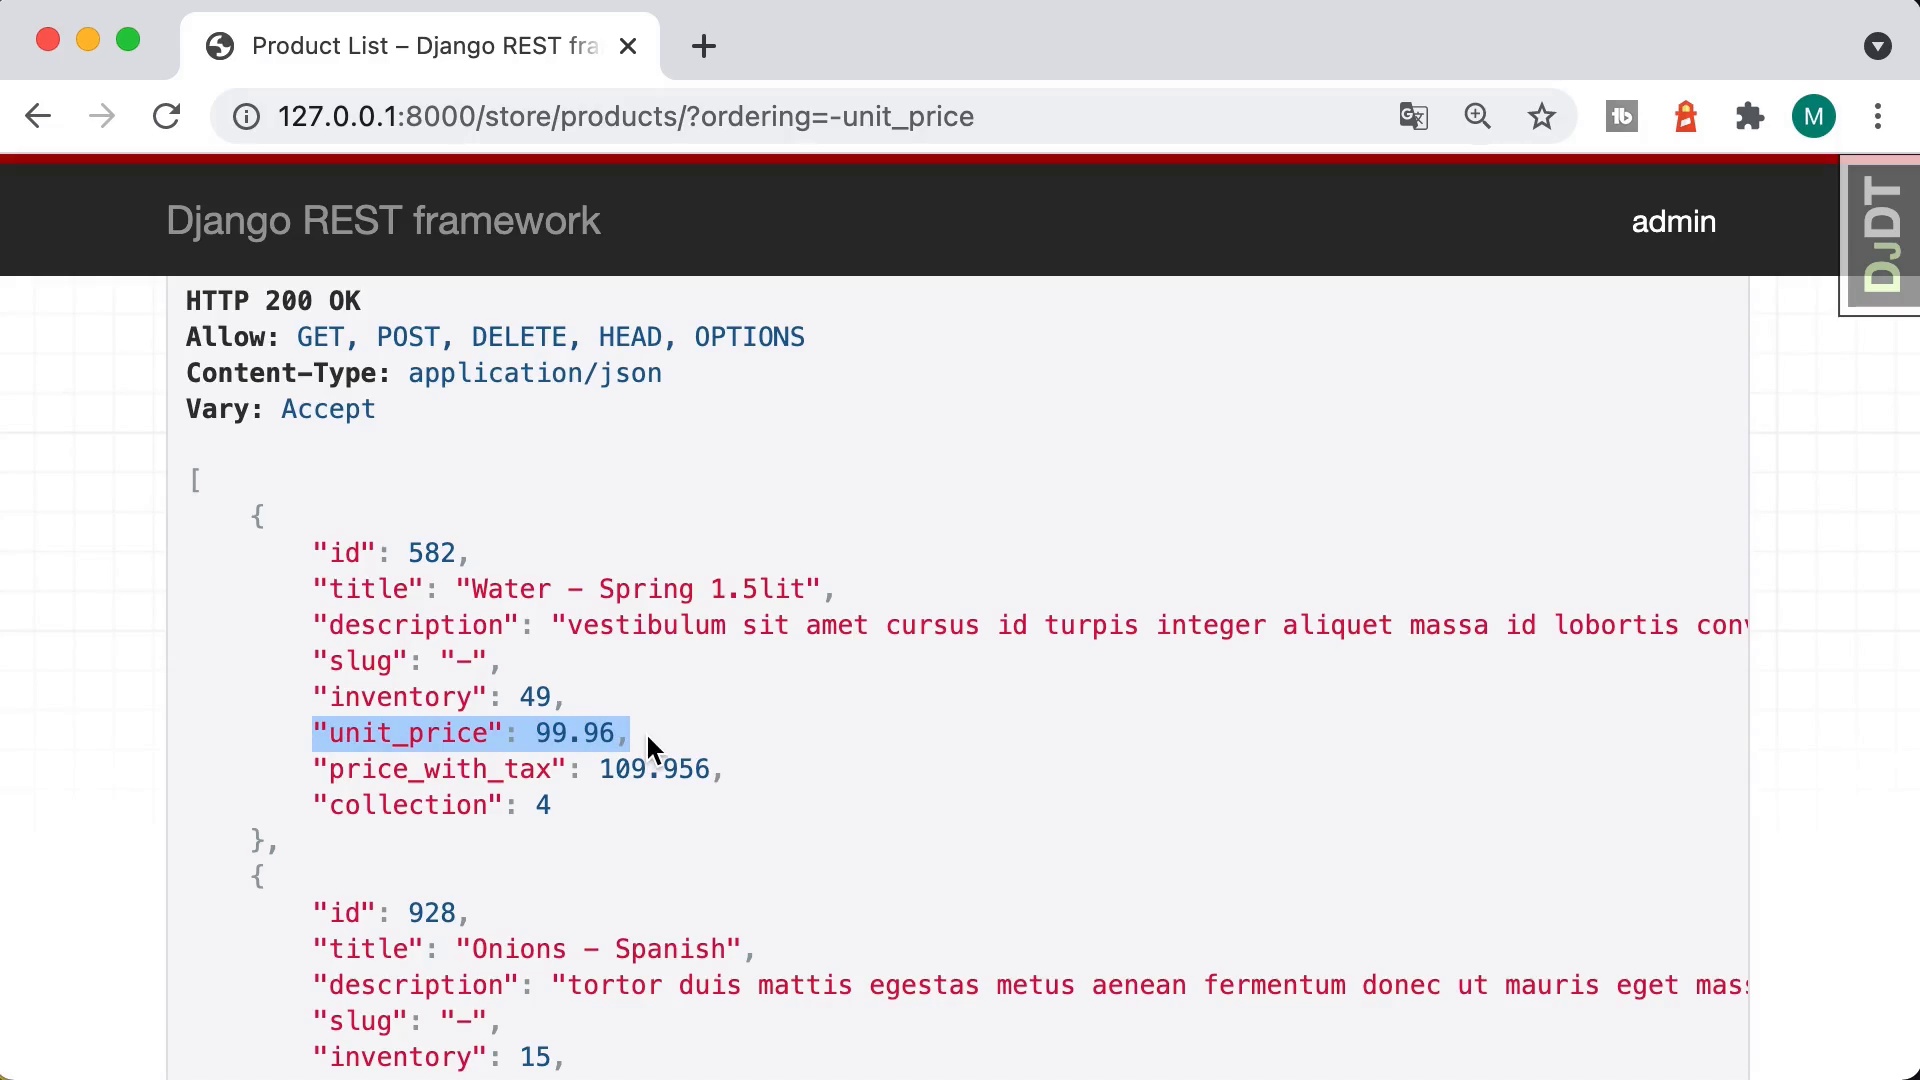 Product List – Django REST fra
127.0.0.1:8000/store/products/?ordering=-unit_price
M
Django REST framework
admin
DJDT
HTTP 200 OK
Allow: GET, POST, DELETE, HEAD, OPTIONS
Content-Type: application/json
Vary: Accept
[
{
"id": 582,
"title": "Water - Spring 1.5lit",
"description": "vestibulum sit amet cursus id turpis integer aliquet massa id lobortis conv
"slug": "-",
"inventory": 49,
"unit_price": 99.96,
"price_with_tax": 109.956,
"collection": 4
},
{
"id": 928,
"title": "Onions - Spanish",
"description": "tortor duis mattis egestas metus aenean fermentum donec ut mauris eget mass
"slug": "-",
"inventory": 15,